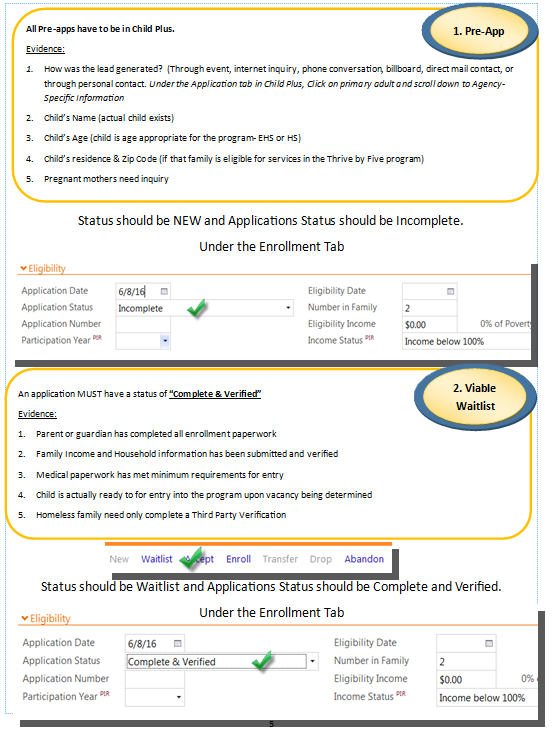 All Pre-apps have to be in Child Plus.
1. Pre-App
Evidence:
1. How was the lead generated? (Through event, internet inquiry, phone conversation, billboard, direct mail contact, or
through personal contact. Under the Application tab in Child Plus, Click on primary adult and scroll down to Agency-
Specific Information
2. Child's Name (actual child exists)
3. Child's Age (child is age appropriate for the program- EHS or HS)
4. Child's residence & Zip Code (if that family is eligible for services in the Thrive by Five program)
5. Pregnant mothers need inquiry
Status should be NEW and Applications Status should be Incomplete.
Under the Enrollment Tab
Eligibility
Application Date 6/8/16 Eligibility Date
Application Status Incomplete Number in Family 2
Application Number Eligibility Income $0.00 0% of Povert
Participation Year PIR Income Status PIR Income below 100%
2. Viable
Waitlist
An application MUST have a status of "Complete & Verified"
Evidence:
1. Parent or guardian has completed all enrollment paperwork
2. Family Income and Household information has been submitted and verified
3. Medical paperwork has met minimum requirements for entry
4. Child is actually ready to for entry into the program upon vacancy being determined
5. Homeless family need only complete a Third Party Verification
New Waitlist ept Enroll Transfer Drop Abandon
Status should be Waitlist and Applications Status should be Complete and Verified.
Under the Enrollment Tab
Eligibility
Application Date 6/8/16 Eligibility Date
Application Status Complete & Verified Number in Family 2
Application Number Eligibility Income $0.00 0%
Participation Year PIR Income Status PIR Income below 100%
5